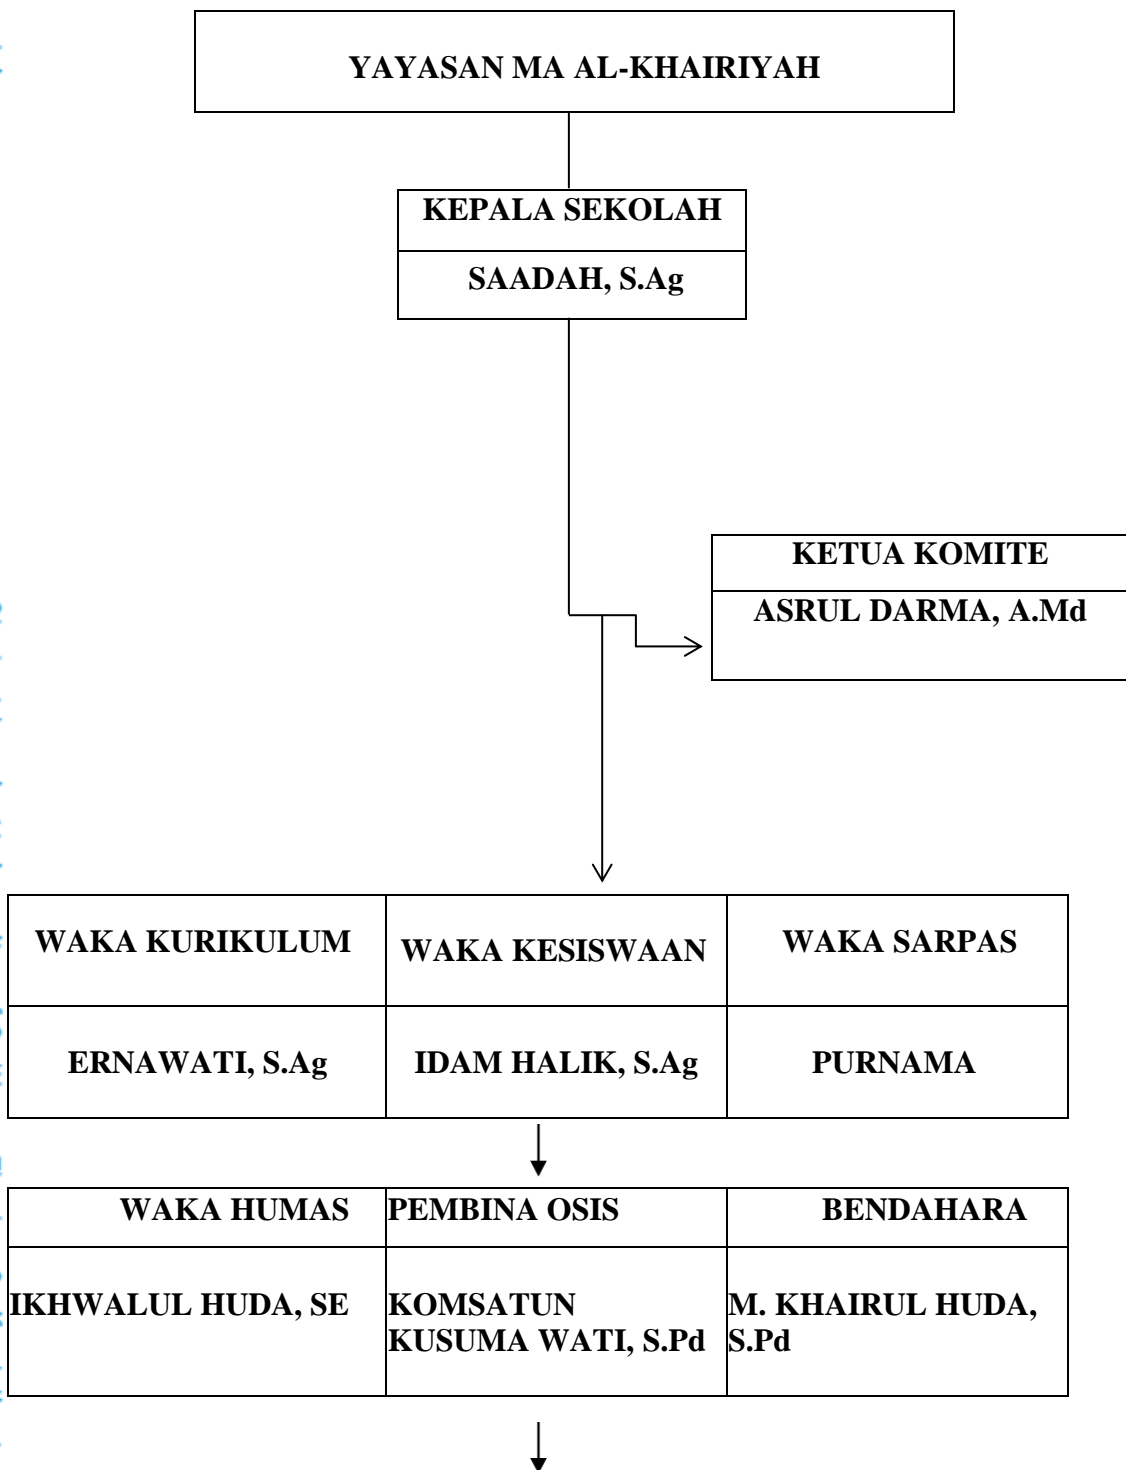 YAYASAN MA AL-KHAIRIYAH
KEPALA SEKOLAH
SAADAH, S.Ag
KETUA KOMITE
ASRUL DARMA, A.Md
WAKA KURIKULUM
WAKA KESISWAAN
WAKA SARPAS
ERNAWATI, S.Ag
IDAM HALIK, S.Ag
PURNAMA
WAKA HUMAS
PEMBINA OSIS
BENDAHARA
IKHWALUL HUDA, SE
KOMSATUN
KUSUMA WATI, S.Pd
M. KHAIRUL HUDA,
S.Pd